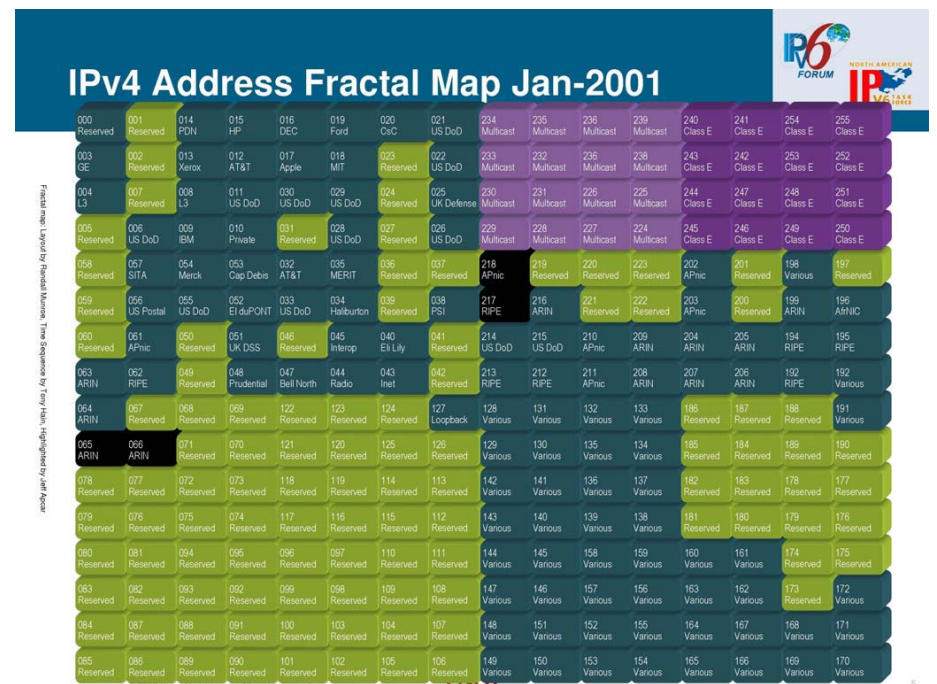 IPv4 Address Fractal Map Jan-2001
IPv6
FORUM
NORTH AMERICAN
IP
V6 TASK
FORCE
000 001 014 015 016 019 020 021 234 235 236 239 240 241 254 255
Reserved Reserved PDN HP DEC Ford CsC US DoD Multicast Multicast Multicast Multicast Class E Class E Class E Class E
003 002 013 012 017 018 023 022 233 232 236 238 243 242 253 252
GE Reserved Xerox AT&T Apple MIT Reserved US DoD Multicast Multicast Multicast Multicast Class E Class E Class E Class E
004 007 008 011 030 029 024 025 230 231 226 225 244 247 248 251
L3 Reserved L3 US DoD US DoD US DoD Reserved UK Defense Multicast Multicast Multicast Multicast Class E Class E Class E Class E
005 006 009 010 031 028 027 026 229 228 227 224 245 246 249 250
Reserved US DoD IBM Private Reserved US DoD Reserved US DoD Multicast Multicast Multicast Multicast Class E Class E Class E Class E
058 057 054 053 032 035 036 037 218 219 220 223 202 201 198 197
Reserved SITA Merck Cap Debis AT&T MERIT Reserved Reserved APnic Reserved Reserved Reserved APnic Reserved Various Reserved
059 056 055 052 033 034 039 038 217 216 221 222 203 200 199 196
Reserved US Postal US DoD El duPONT US DoD Haliburton Reserved PSI RIPE ARIN Reserved Reserved APnic Reserved ARIN AfrNIC
060 061 050 051 046 045 040 041 214 215 210 209 204 205 194 195
Reserved APnic Reserved UK DSS Reserved Interop Eli Lily Reserved US DoD US DoD APnic ARIN ARIN ARIN RIPE RIPE
063 062 049 048 047 044 043 042 213 212 211 208 207 206 192 192
ARIN RIPE Reserved Prudential Bell North Radio Inet Reserved RIPE RIPE APnic ARIN ARIN ARIN RIPE Various
064 067 068 069 122 123 124 127 128 131 132 133 186 187 188 191
ARIN Reserved Reserved Reserved Reserved Reserved Reserved Loopback Various Various Various Various Reserved Reserved Reserved Various
065 066 071 070 121 120 125 126 129 130 135 134 185 184 189 190
ARIN ARIN Reserved Reserved Reserved Reserved Reserved Reserved Various Various Various Various Reserved Reserved Reserved Reserved
078 077 072 073 118 119 114 113 142 141 136 137 182 183 178 177
Reserved Reserved Reserved Reserved Reserved Reserved Reserved Reserved Various Various Various Various Reserved Reserved Reserved Reserved
079 076 075 074 117 116 115 112 143 140 139 138 181 180 179 176
Reserved Reserved Reserved Reserved Reserved Reserved Reserved Reserved Various Various Various Various Reserved Reserved Reserved Reserved
080 081 094 095 096 097 110 111 144 145 158 159 160 161 174 175
Reserved Reserved Reserved Reserved Reserved Reserved Reserved Reserved Various Various Various Various Various Various Reserved Reserved
083 082 093 092 099 098 109 108 147 146 157 156 163 162 173 172
Reserved Reserved Reserved Reserved Reserved Reserved Reserved Reserved Various Various Various Various Various Various Reserved Various
084 087 088 091 100 103 104 107 148 151 152 155 164 167 168 171
Reserved Reserved Reserved Reserved Reserved Reserved Reserved Reserved Various Various Various Various Various Various Various Various
085 086 089 090 101 102 105 106 149 150 153 154 165 166 169 170
Reserved Reserved Reserved Reserved Reserved Reserved Reserved Reserved Various Various Various Various Various Various Various Various
Fractal map: Layout by Randall Munroe, Time Sequence by Tony Hain, Highlighted by Jeff Apcar